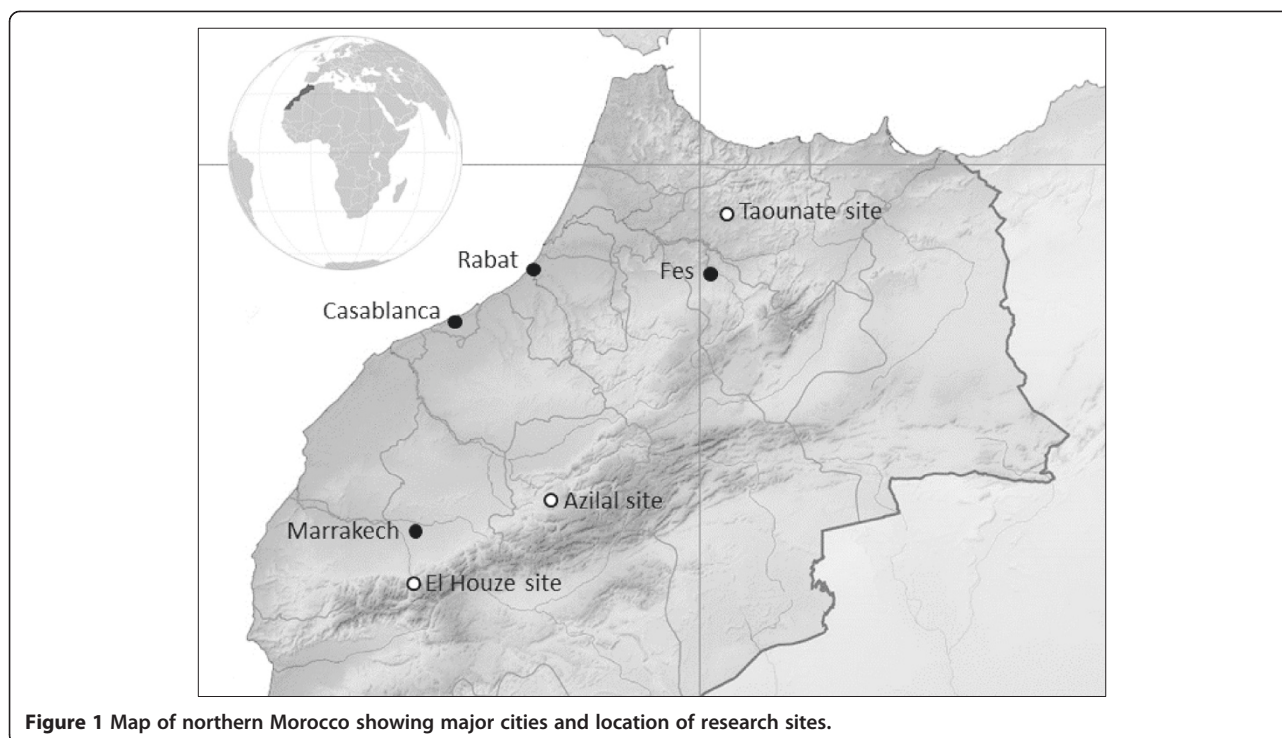 Taounate site
Rabat
Fes
Casablanca
Azilal site
Marrakech
El Houze site
Figure 1 Map of northern Morocco showing major cities and location of research sites.